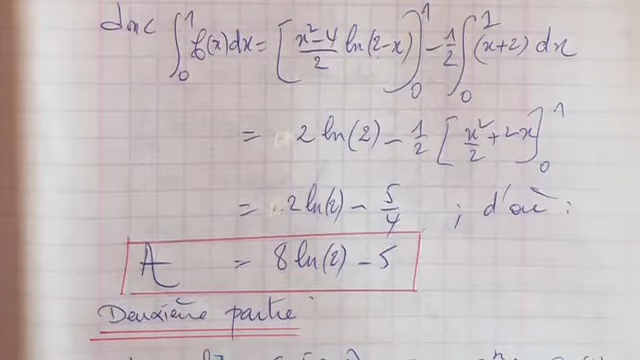 donc ∫₀¹ f(x)dx = [x²-4/2 ln(2-x)]₀¹ - 1/2 ∫₀¹ (x+2) dx
= 2 ln(2) - 1/2 [x²/2 + 2x]₀¹
= 2 ln(2) - 5/4 ; d'où :
A = 8 ln(2) - 5
Deuxième partie